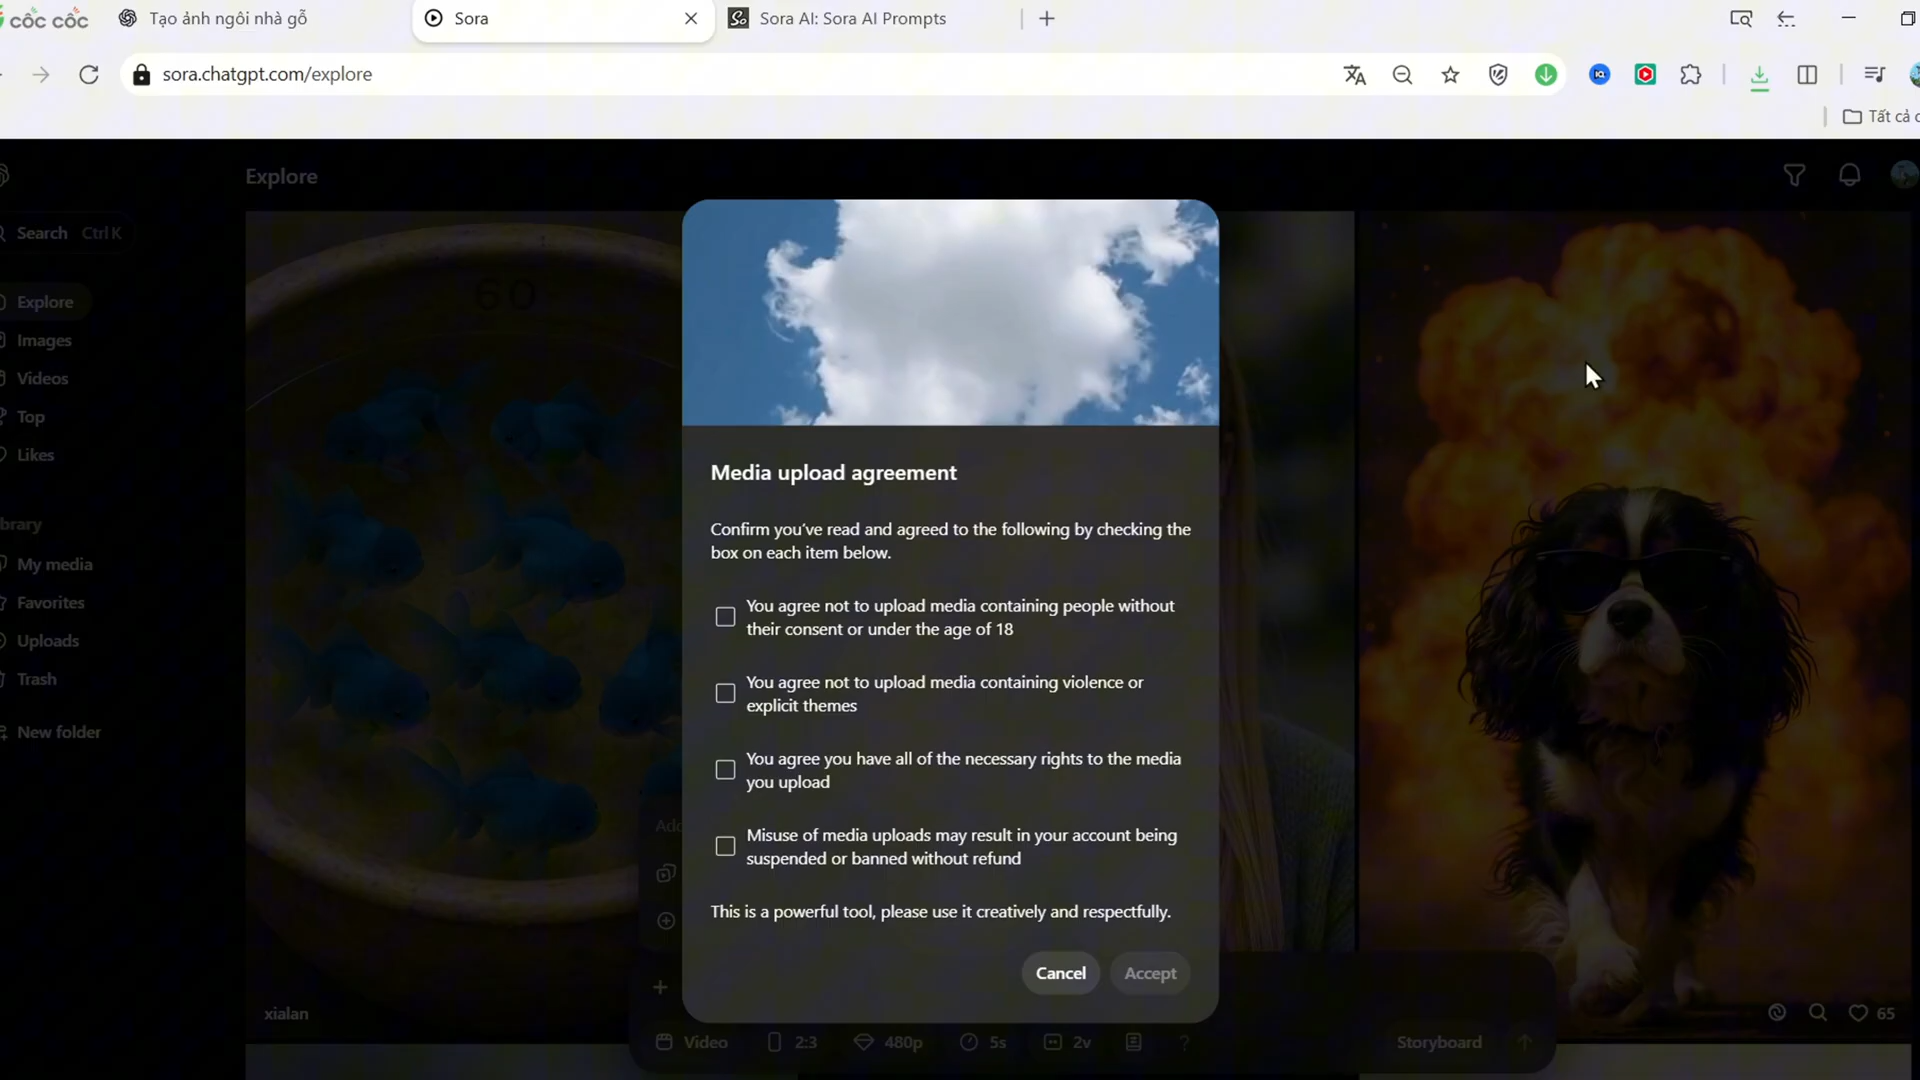 cốc cốc
Tạo ảnh ngôi nhà gỗ
Sora
Sora AI: Sora AI Prompts
sora.chatgpt.com/explore
Tất cả
Explore
Search Ctrl K
Explore
Images
Videos
Top
Likes
brary
My media
Favorites
Uploads
Trash
New folder
60
Media upload agreement
Confirm you've read and agreed to the following by checking the
box on each item below.
You agree not to upload media containing people without
their consent or under the age of 18
You agree not to upload media containing violence or
explicit themes
You agree you have all of the necessary rights to the media
you upload
Misuse of media uploads may result in your account being
suspended or banned without refund
This is a powerful tool, please use it creatively and respectfully.
Cancel
Accept
Add
xialan
65
Video
2:3
480p
5s
2v
?
Storyboard